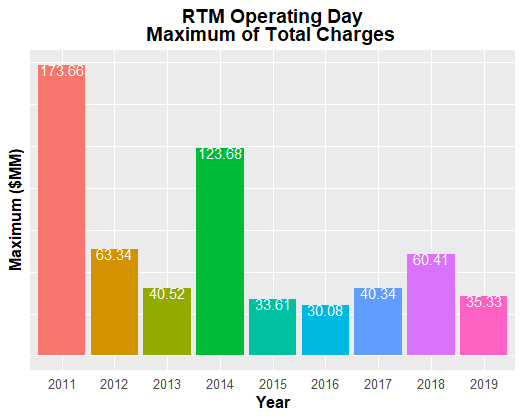 RTM Operating Day
Maximum of Total Charges
Maximum ($MM)
173.66
63.34
40.52
123.68
33.61
30.08
40.34
60.41
35.33
2011 2012 2013 2014 2015 2016 2017 2018 2019
Year